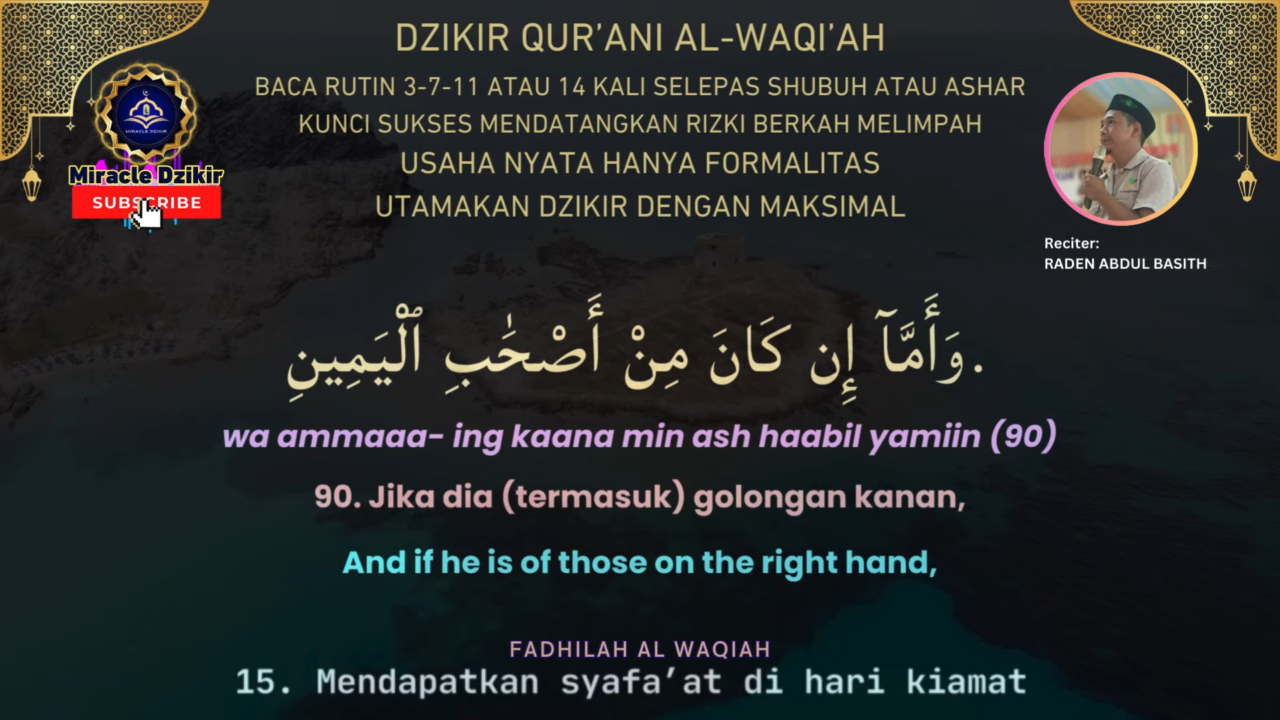 DZIKIR QUR’ANI AL-WAQI’AH
BACA RUTIN 3-7-11 ATAU 14 KALI SELEPAS SHUBUH ATAU ASHAR
KUNCI SUKSES MENDATANGKAN RIZKI BERKAH MELIMPAH
USAHA NYATA HANYA FORMALITAS
UTAMAKAN DZIKIR DENGAN MAKSIMAL
MIRACLE DZIKIR
Miracle Dzikir
SUBSCRIBE
Reciter:
RADEN ABDUL BASITH
وَأَمَّآ إِن كَانَ مِنْ أَصْحَٰبِ ٱلْيَمِينِ.
wa ammaaa- ing kaana min ash haabil yamiin (90)
90. Jika dia (termasuk) golongan kanan,
And if he is of those on the right hand,
FADHILAH AL WAQIAH
15. Mendapatkan syafa’at di hari kiamat